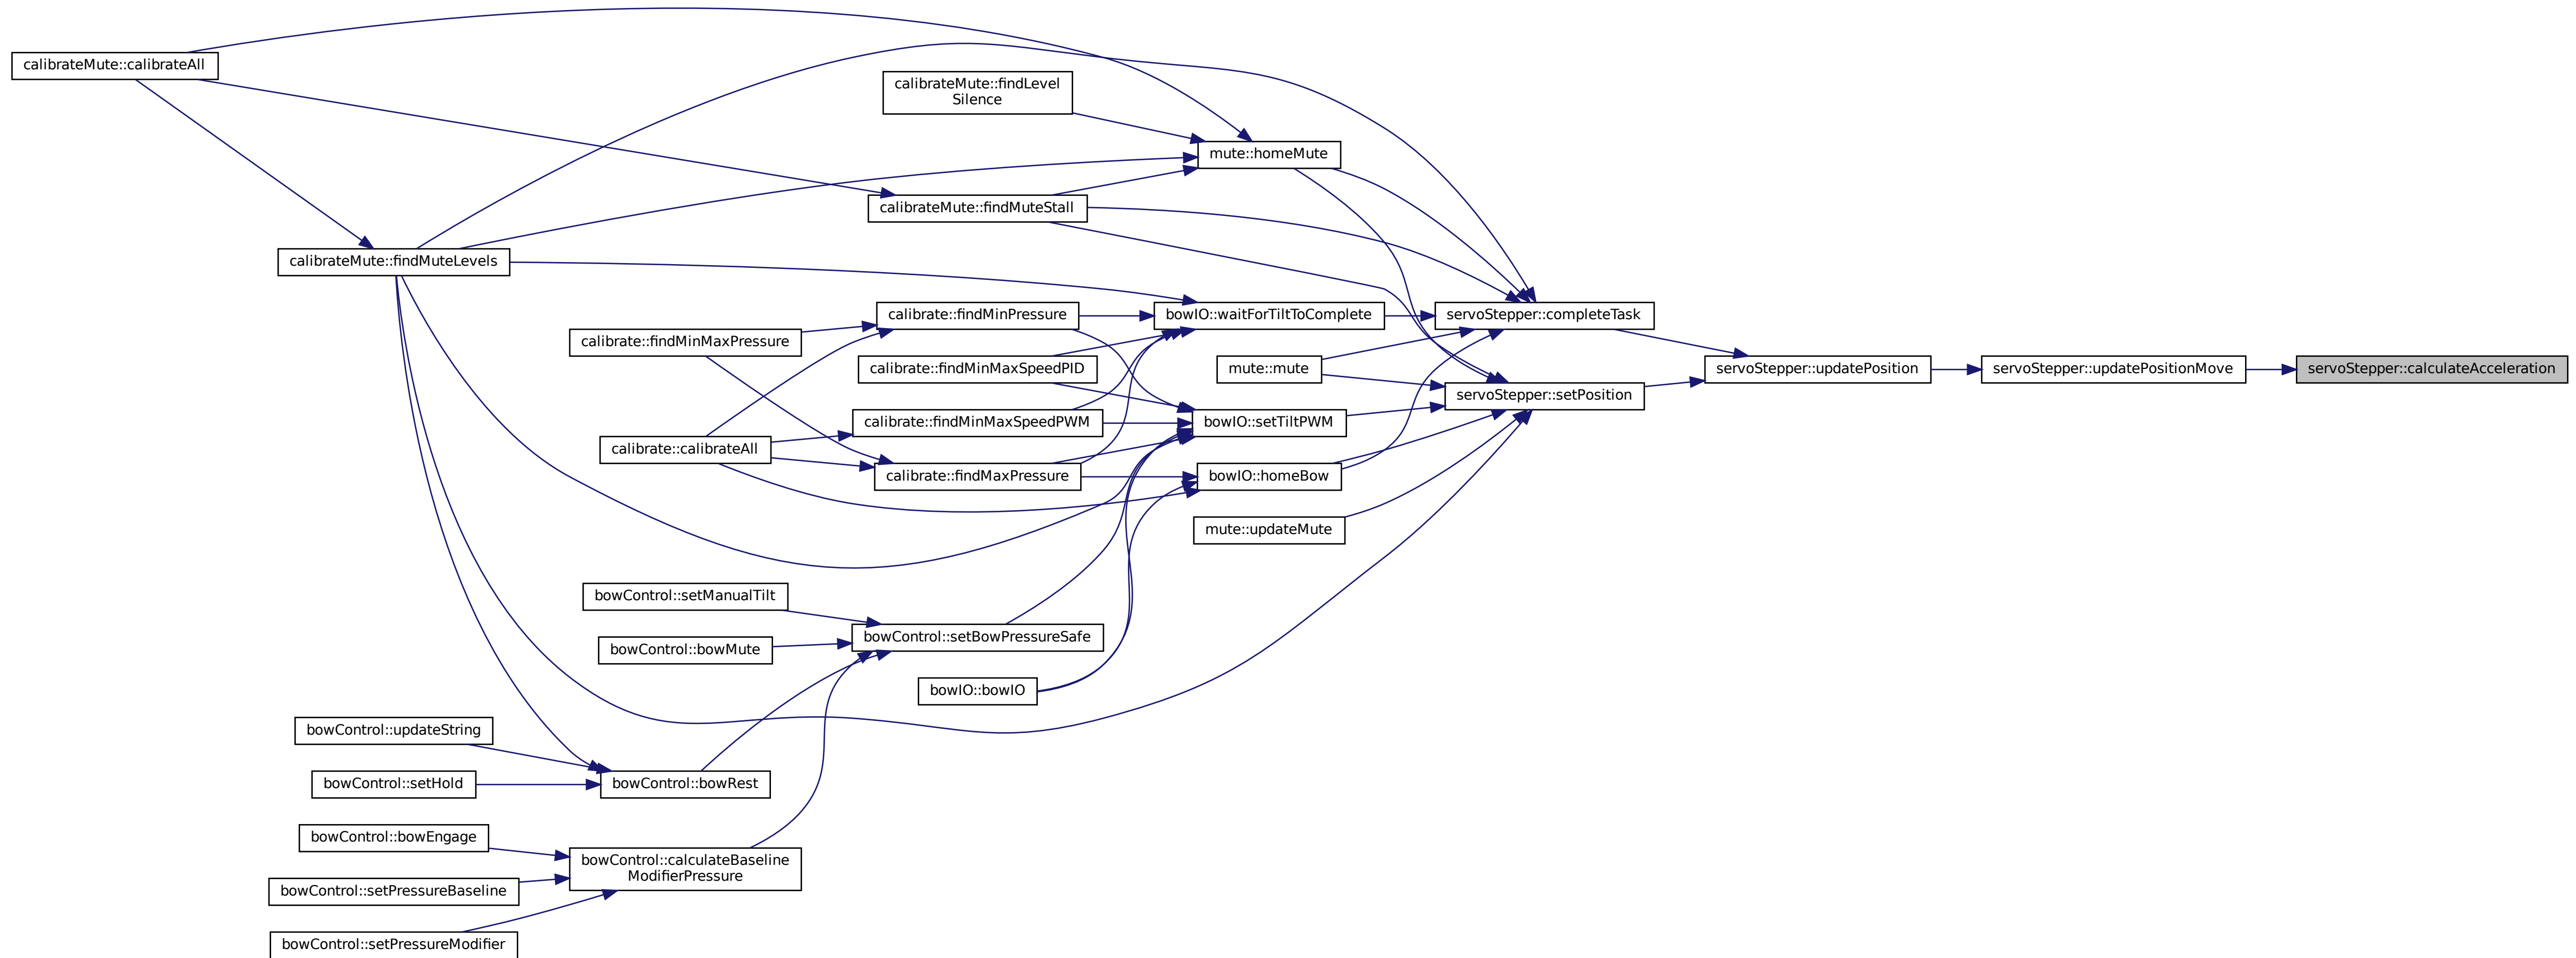 calibrateMute::calibrateAll
calibrateMute::findLevel
Silence
mute::homeMute
calibrateMute::findMuteStall
calibrateMute::findMuteLevels
calibrate::findMinPressure
bowIO::waitForTiltToComplete
servoStepper::completeTask
calibrate::findMinMaxPressure
calibrate::findMinMaxSpeedPID
mute::mute
servoStepper::updatePosition
servoStepper::updatePositionMove
servoStepper::calculateAcceleration
servoStepper::setPosition
calibrate::findMinMaxSpeedPWM
bowIO::setTiltPWM
calibrate::calibrateAll
calibrate::findMaxPressure
bowIO::homeBow
mute::updateMute
bowControl::setManualTilt
bowControl::setBowPressureSafe
bowControl::bowMute
bowIO::bowIO
bowControl::updateString
bowControl::setHold
bowControl::bowRest
bowControl::bowEngage
bowControl::calculateBaseline
ModifierPressure
bowControl::setPressureBaseline
bowControl::setPressureModifier